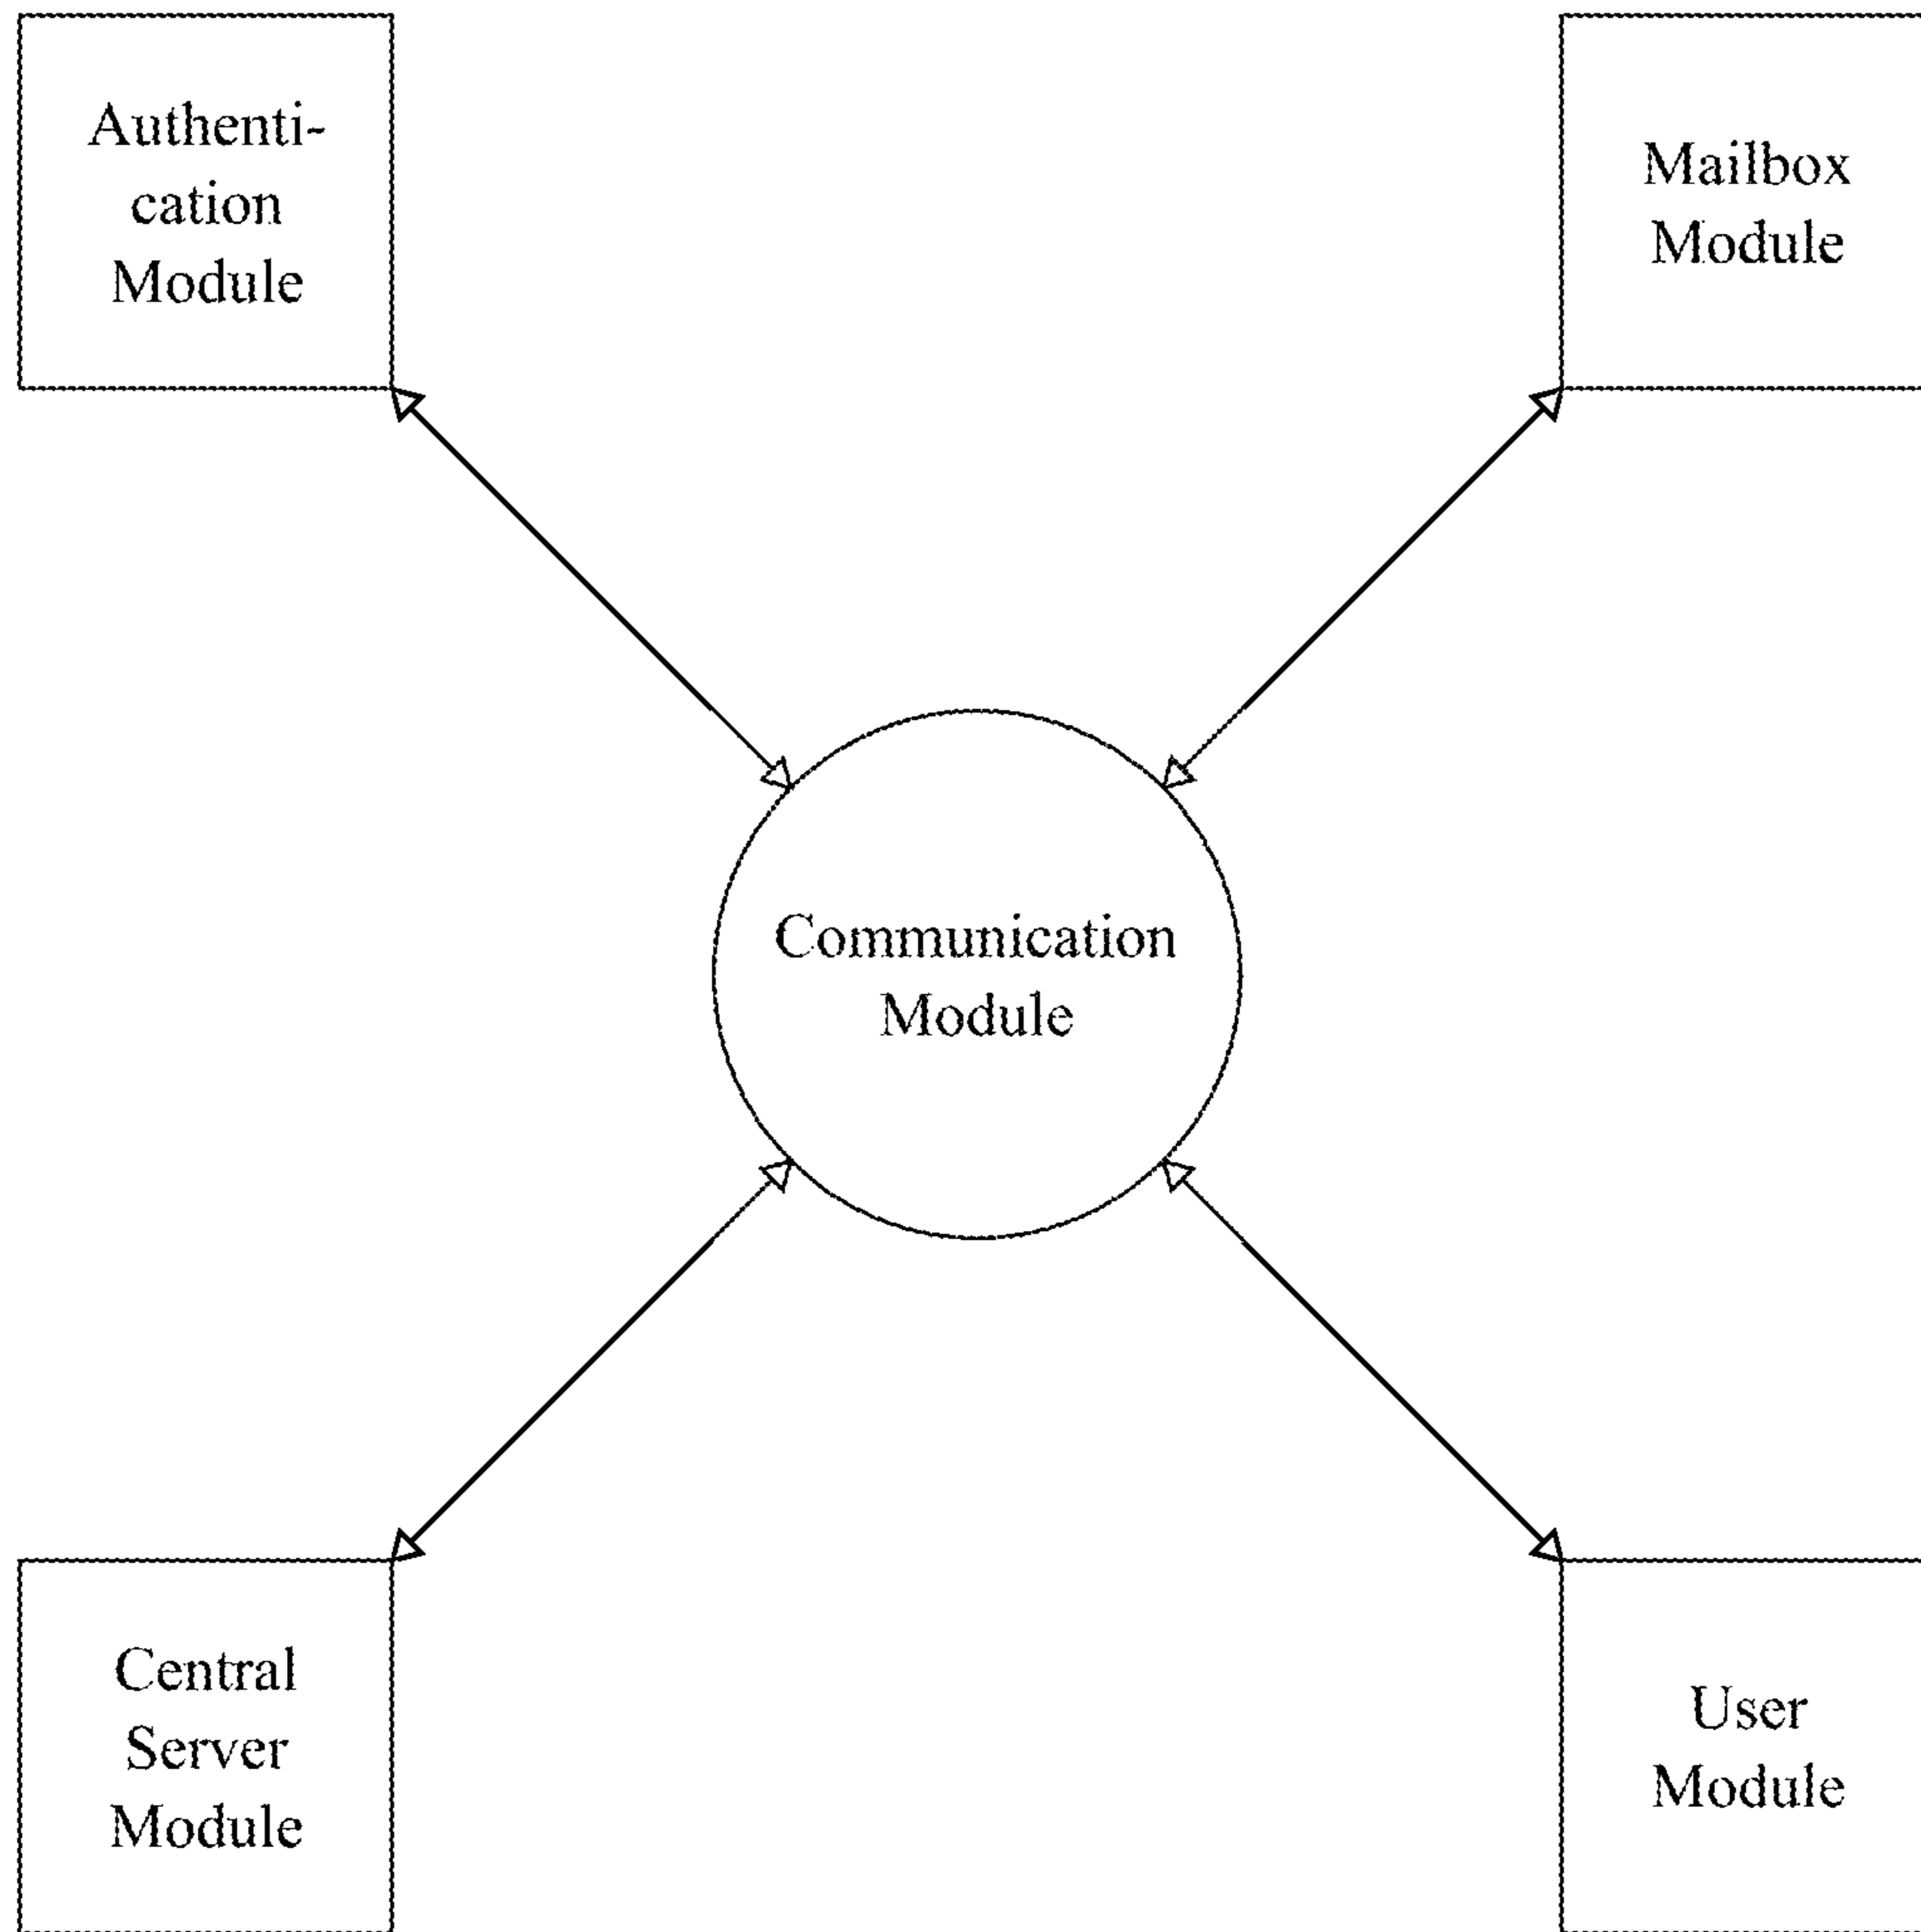 Authenti-
cation
Module
Mailbox
Module
Communication
Module
Central
Server
Module
User
Module